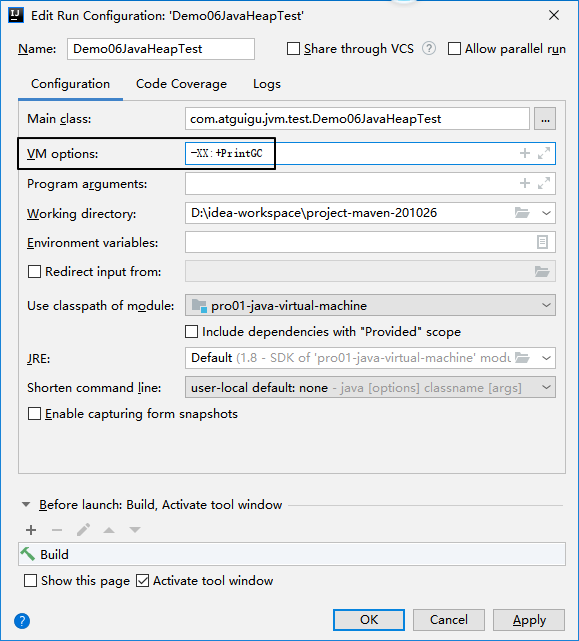 Edit Run Configuration: 'Demo06JavaHeapTest'
Name: Demo06JavaHeapTest Share through VCS ? Allow parallel run
Configuration Code Coverage Logs
Main class: com.atguigu.jvm.test.Demo06JavaHeapTest ...
VM options: -XX:+PrintGC
Program arguments:
Working directory: D:\idea-workspace\project-maven-201026
Environment variables:
Redirect input from:
Use classpath of module: pro01-java-virtual-machine
Include dependencies with "Provided" scope
JRE: Default (1.8 - SDK of 'pro01-java-virtual-machine' modu
Shorten command line: user-local default: none - java [options] classname [args]
Enable capturing form snapshots
Before launch: Build, Activate tool window
Build
Show this page Activate tool window
? OK Cancel Apply